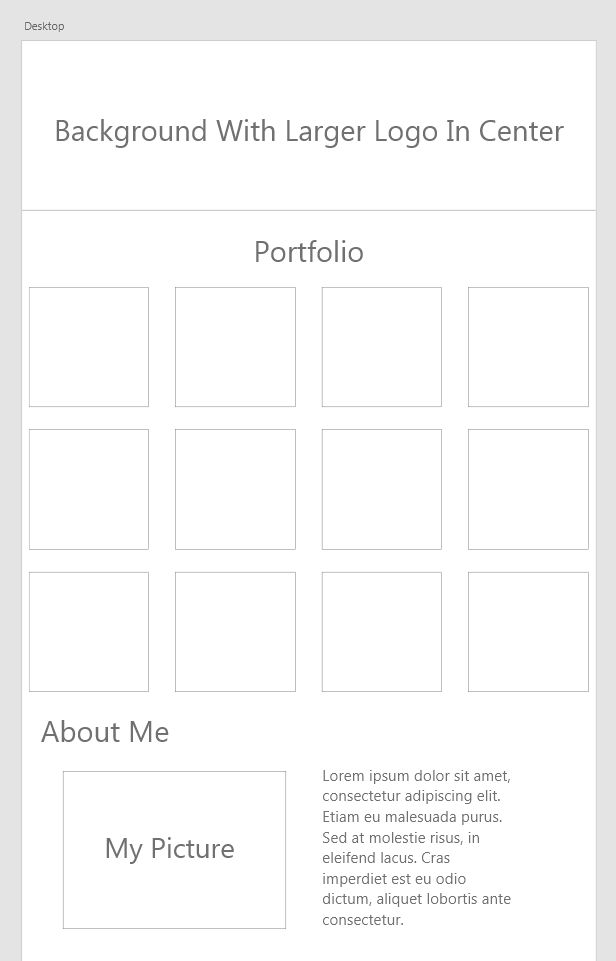 Desktop
Background With Larger Logo In Center
Portfolio
About Me
My Picture
Lorem ipsum dolor sit amet,
consectetur adipiscing elit.
Etiam eu malesuada purus.
Sed at molestie risus, in
eleifend lacus. Cras
imperdiet est eu odio
dictum, aliquet lobortis ante
consectetur.